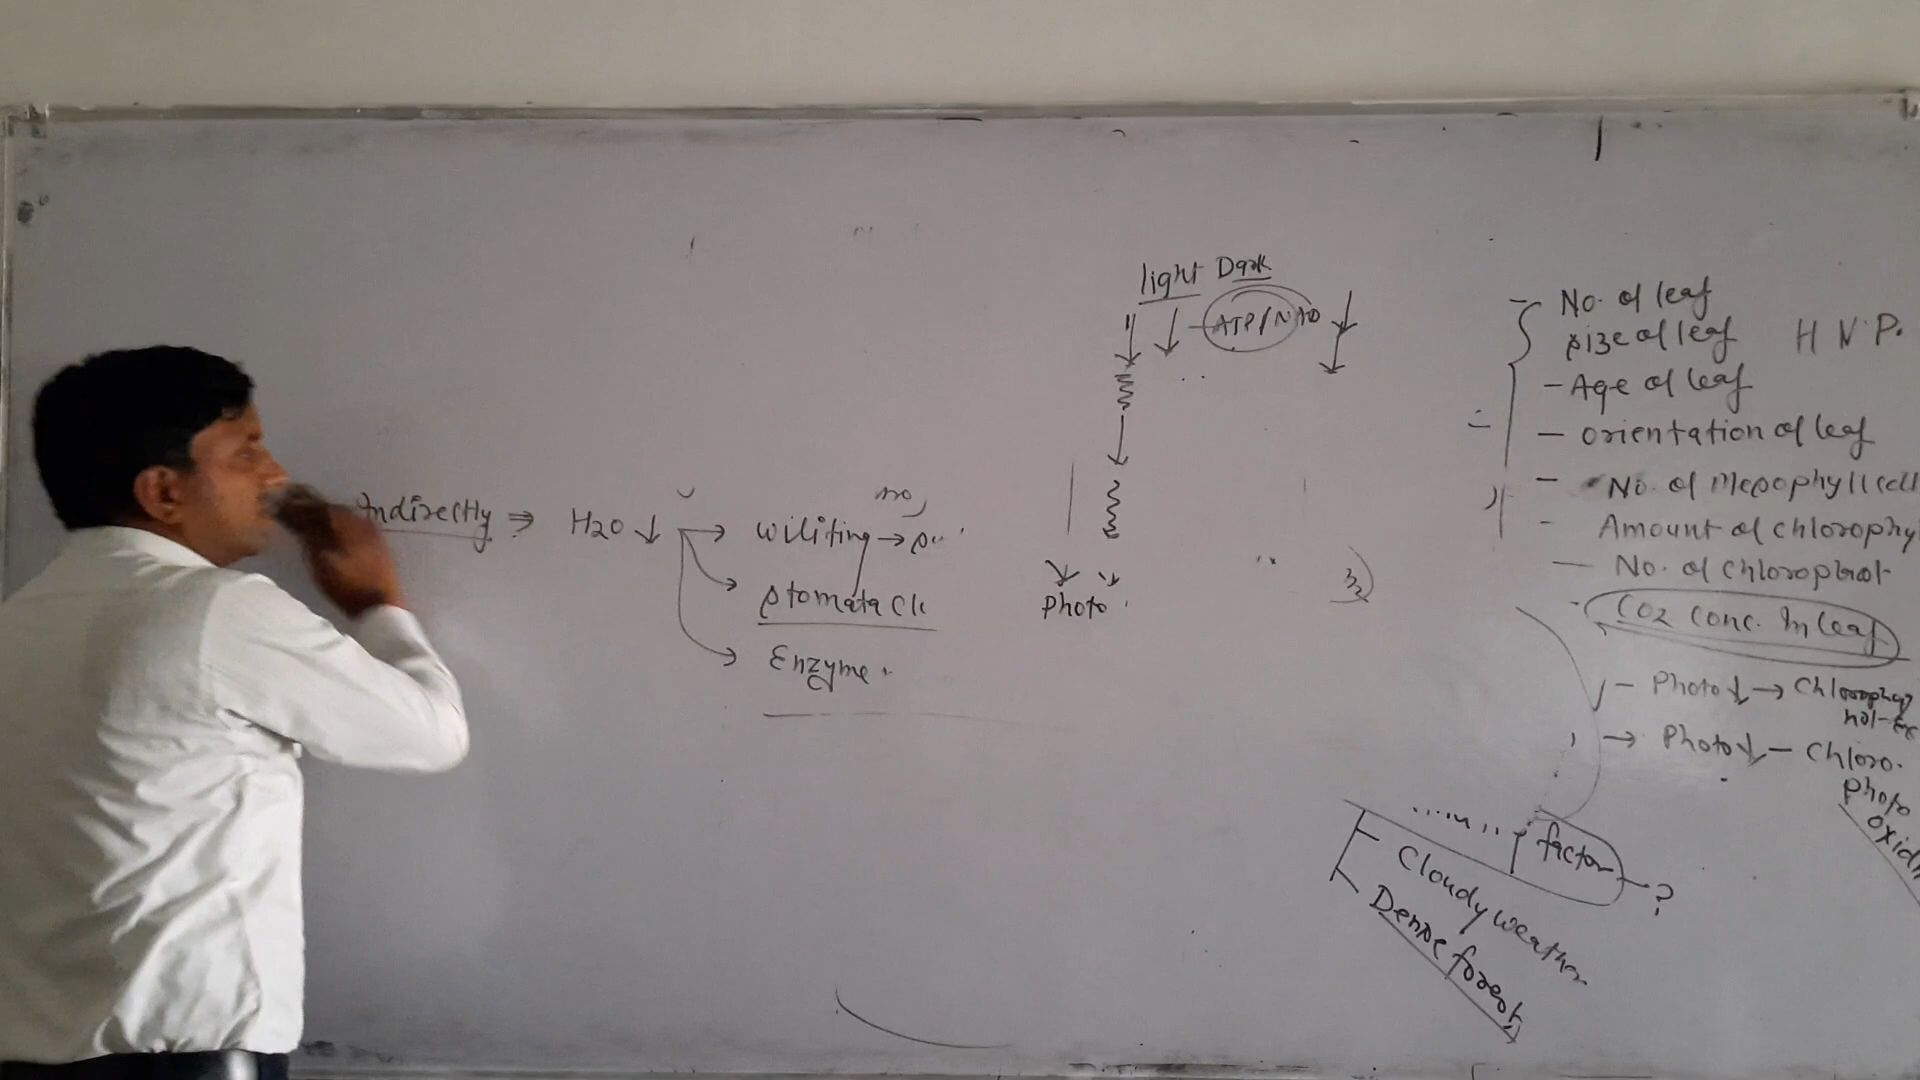 Indirectly ⇒ H2O ↓ → wiliting →
stomata cl
Enzyme
light Dark
ATP/NAD
Photo
- No. of leaf
size of leaf H N P.
- Age of leaf
- orientation of leaf
- No. of Mesophyll cell
- Amount of chlorophy
- No. of chloroplast
CO2 conc. In leaf
- Photo ↓ → Chlorophy
→ Photo ↓ - Chloro.
Photo
oxid
factor - ?
Cloudy weather
Dense forest